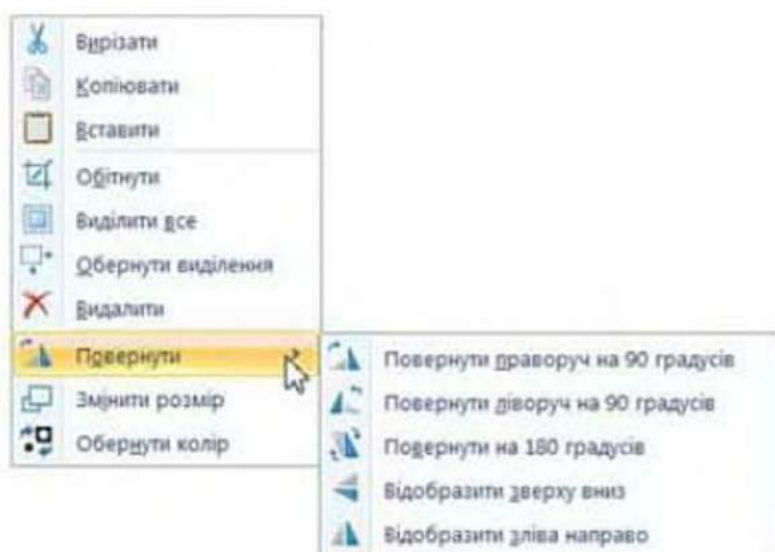 Вирізати
Копіювати
Вставити
Обітнути
Виділити все
Обернути виділення
Видалити
Повернути
Змінити розмір
Обернути колір
Повернути праворуч на 90 градусів
Повернути ліворуч на 90 градусів
Повернути на 180 градусів
Відобразити зверху вниз
Відобразити зліва направо